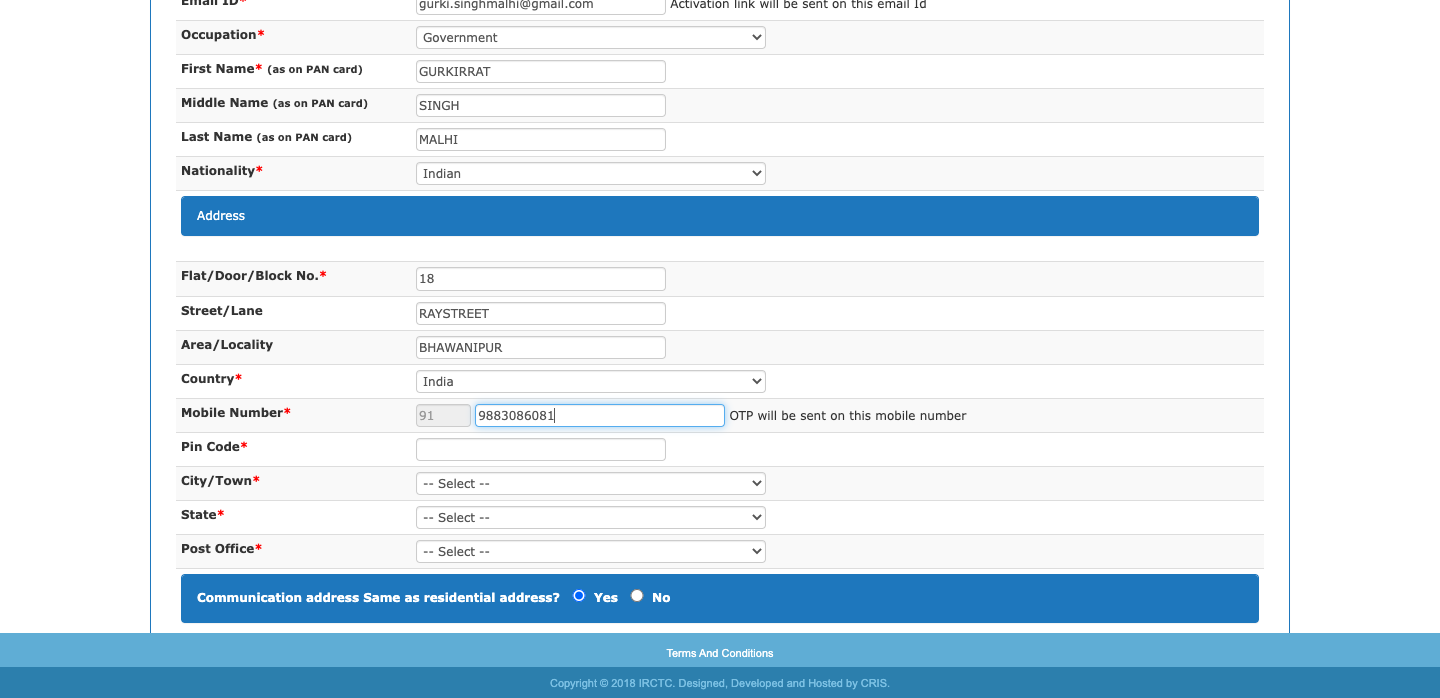 Email ID* gurki.singhmalhi@gmail.com Activation link will be sent on this email Id
Occupation* Government
First Name* (as on PAN card) GURKIRRAT
Middle Name (as on PAN card) SINGH
Last Name (as on PAN card) MALHI
Nationality* Indian
Address
Flat/Door/Block No.* 18
Street/Lane RAYSTREET
Area/Locality BHAWANIPUR
Country* India
Mobile Number* 91 9883086081 OTP will be sent on this mobile number
Pin Code*
City/Town* -- Select --
State* -- Select --
Post Office* -- Select --
Communication address Same as residential address? Yes No
Terms And Conditions
Copyright © 2018 IRCTC. Designed, Developed and Hosted by CRIS.